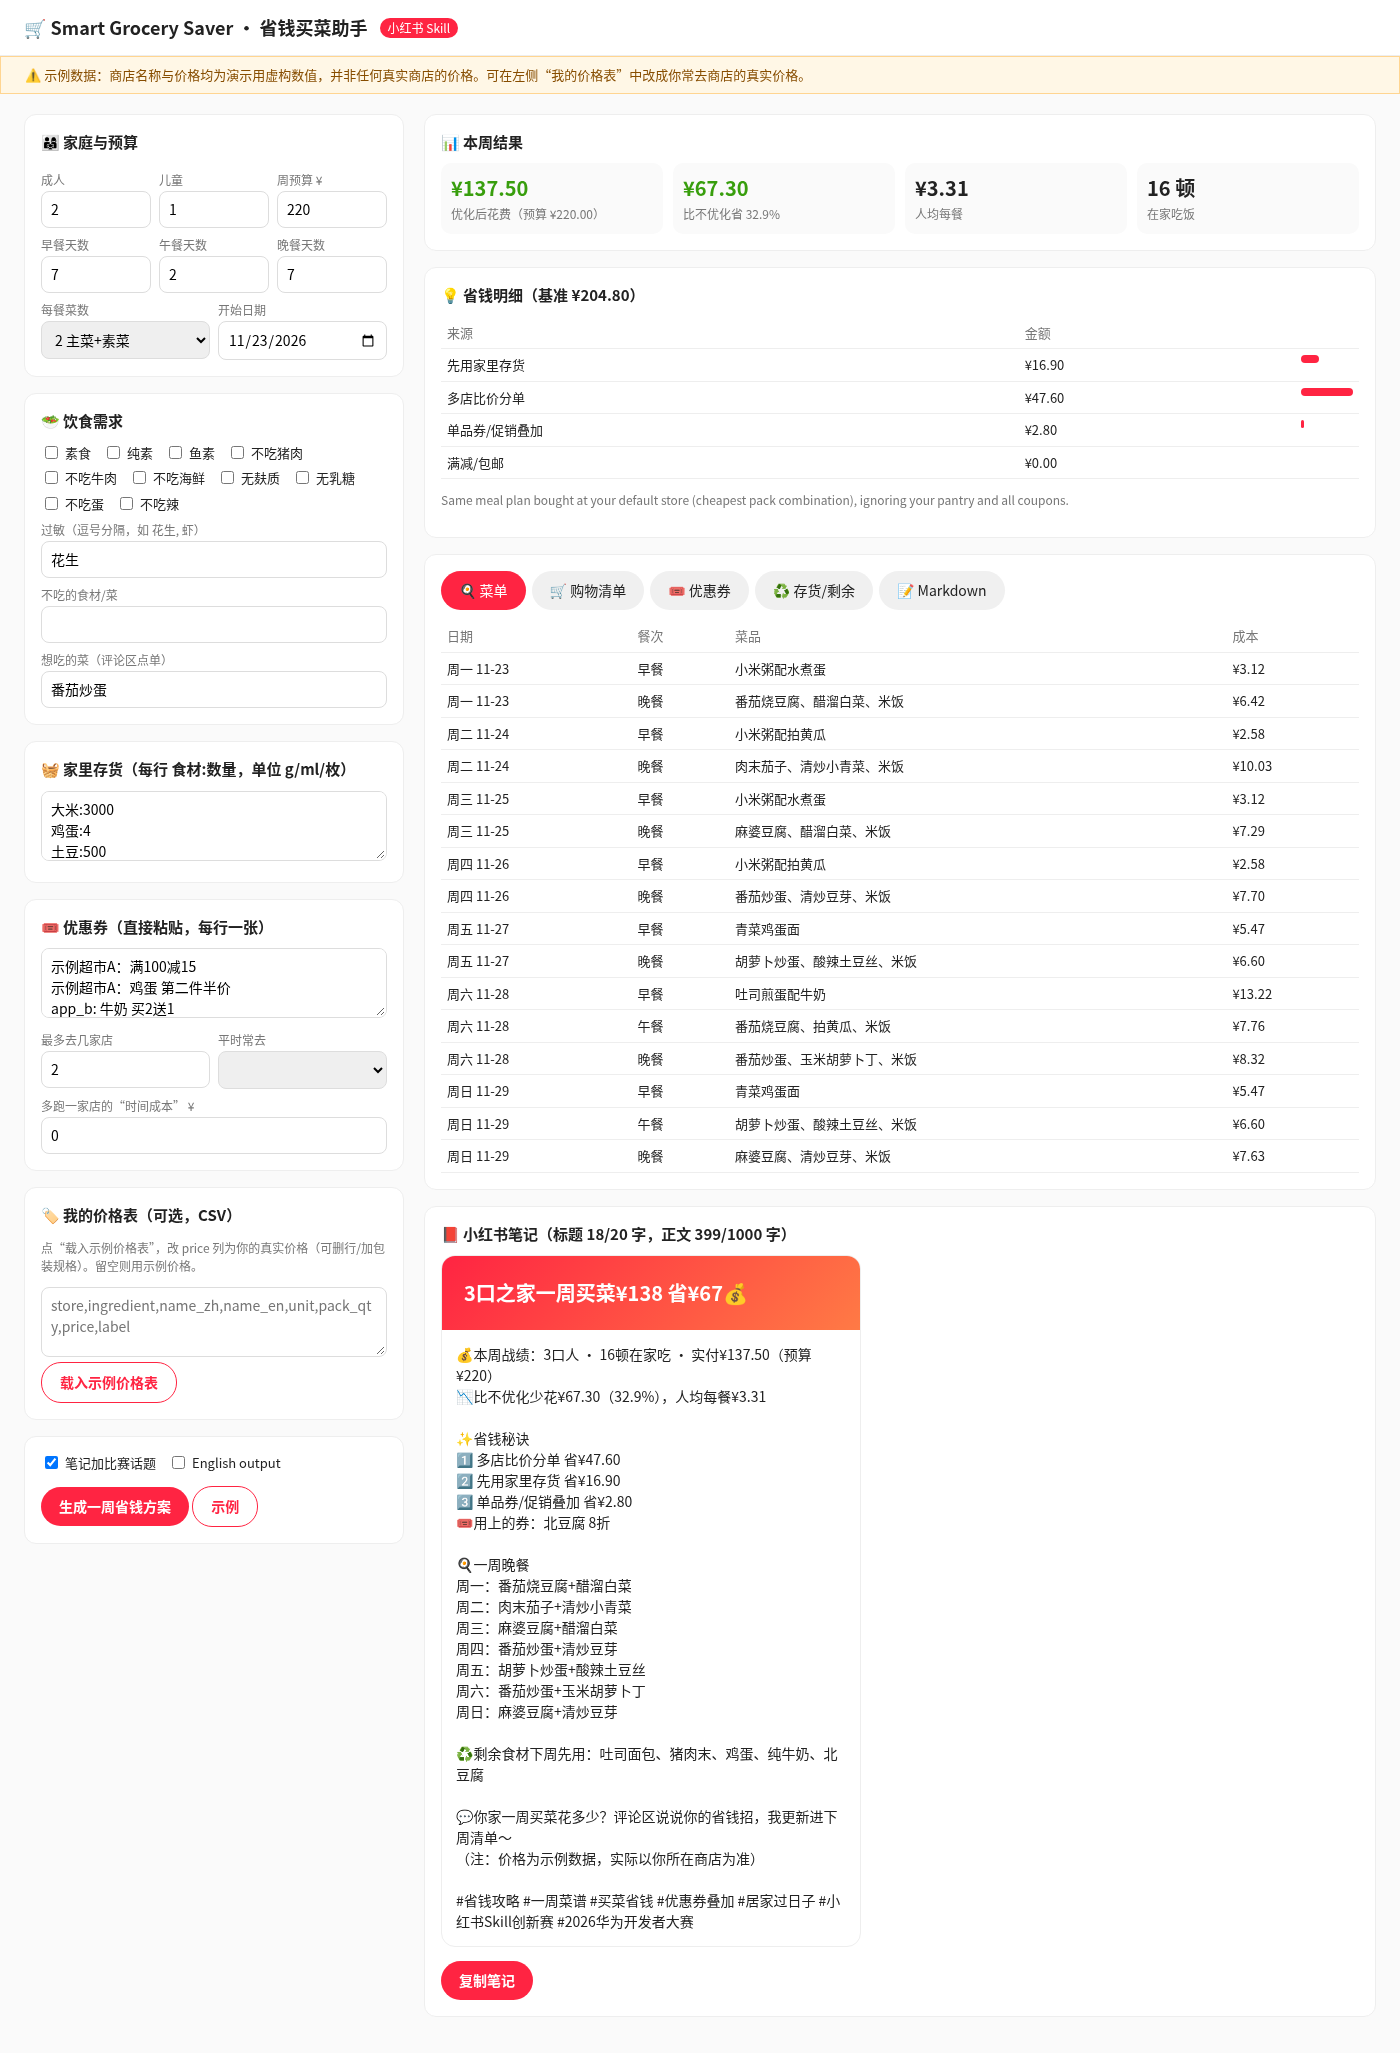 🛒 Smart Grocery Saver · 省钱买菜助手 小红书 Skill
⚠️ 示例数据：商店名称与价格均为演示用虚构数值，并非任何真实商店的价格。可在左侧“我的价格表”中改成你常去商店的真实价格。
👨‍👩‍👧 家庭与预算
成人 儿童 周预算 ¥
2 1 220
早餐天数 午餐天数 晚餐天数
7 2 7
每餐菜数 开始日期
2 主菜+素菜 11/23/2026
🥗 饮食需求
素食 纯素 鱼素 不吃猪肉
不吃牛肉 不吃海鲜 无麸质 无乳糖
不吃蛋 不吃辣
过敏（逗号分隔，如 花生, 虾）
花生
不吃的食材/菜
想吃的菜（评论区点单）
番茄炒蛋
🧺 家里存货（每行 食材:数量，单位 g/ml/枚）
大米:3000
鸡蛋:4
土豆:500
🎟️ 优惠券（直接粘贴，每行一张）
示例超市A：满100减15
示例超市A：鸡蛋 第二件半价
app_b: 牛奶 买2送1
最多去几家店 平时常去
2
多跑一家店的“时间成本” ¥
0
🏷️ 我的价格表（可选，CSV）
点“载入示例价格表”，改 price 列为你的真实价格（可删行/加包
装规格）。留空则用示例价格。
store,ingredient,name_zh,name_en,unit,pack_qt
y,price,label
载入示例价格表
笔记加比赛话题 English output
生成一周省钱方案 示例
📊 本周结果
¥137.50 ¥67.30 ¥3.31 16 顿
优化后花费（预算 ¥220.00） 比不优化省 32.9% 人均每餐 在家吃饭
💡 省钱明细（基准 ¥204.80）
来源 金额
先用家里存货 ¥16.90
多店比价分单 ¥47.60
单品券/促销叠加 ¥2.80
满减/包邮 ¥0.00
Same meal plan bought at your default store (cheapest pack combination), ignoring your pantry and all coupons.
🍳 菜单 🛒 购物清单 🎟️ 优惠券 ♻️ 存货/剩余 📝 Markdown
日期 餐次 菜品 成本
周一 11-23 早餐 小米粥配水煮蛋 ¥3.12
周一 11-23 晚餐 番茄烧豆腐、醋溜白菜、米饭 ¥6.42
周二 11-24 早餐 小米粥配拍黄瓜 ¥2.58
周二 11-24 晚餐 肉末茄子、清炒小青菜、米饭 ¥10.03
周三 11-25 早餐 小米粥配水煮蛋 ¥3.12
周三 11-25 晚餐 麻婆豆腐、醋溜白菜、米饭 ¥7.29
周四 11-26 早餐 小米粥配拍黄瓜 ¥2.58
周四 11-26 晚餐 番茄炒蛋、清炒豆芽、米饭 ¥7.70
周五 11-27 早餐 青菜鸡蛋面 ¥5.47
周五 11-27 晚餐 胡萝卜炒蛋、酸辣土豆丝、米饭 ¥6.60
周六 11-28 早餐 吐司煎蛋配牛奶 ¥13.22
周六 11-28 午餐 番茄烧豆腐、拍黄瓜、米饭 ¥7.76
周六 11-28 晚餐 番茄炒蛋、玉米胡萝卜丁、米饭 ¥8.32
周日 11-29 早餐 青菜鸡蛋面 ¥5.47
周日 11-29 午餐 胡萝卜炒蛋、酸辣土豆丝、米饭 ¥6.60
周日 11-29 晚餐 麻婆豆腐、清炒豆芽、米饭 ¥7.63
📕 小红书笔记（标题 18/20 字，正文 399/1000 字）
3口之家一周买菜¥138 省¥67💰
💰本周战绩：3口人 · 16顿在家吃 · 实付¥137.50（预算
¥220）
📉比不优化少花¥67.30（32.9%），人均每餐¥3.31
✨省钱秘诀
1️⃣ 多店比价分单 省¥47.60
2️⃣ 先用家里存货 省¥16.90
3️⃣ 单品券/促销叠加 省¥2.80
🎟️用上的券：北豆腐 8折
🍳一周晚餐
周一：番茄烧豆腐+醋溜白菜
周二：肉末茄子+清炒小青菜
周三：麻婆豆腐+醋溜白菜
周四：番茄炒蛋+清炒豆芽
周五：胡萝卜炒蛋+酸辣土豆丝
周六：番茄炒蛋+玉米胡萝卜丁
周日：麻婆豆腐+清炒豆芽
♻️剩余食材下周先用：吐司面包、猪肉末、鸡蛋、纯牛奶、北
豆腐
💬你家一周买菜花多少？评论区说说你的省钱招，我更新进下
周清单～
（注：价格为示例数据，实际以你所在商店为准）
#省钱攻略 #一周菜谱 #买菜省钱 #优惠券叠加 #居家过日子 #小
红书Skill创新赛 #2026华为开发者大赛
复制笔记